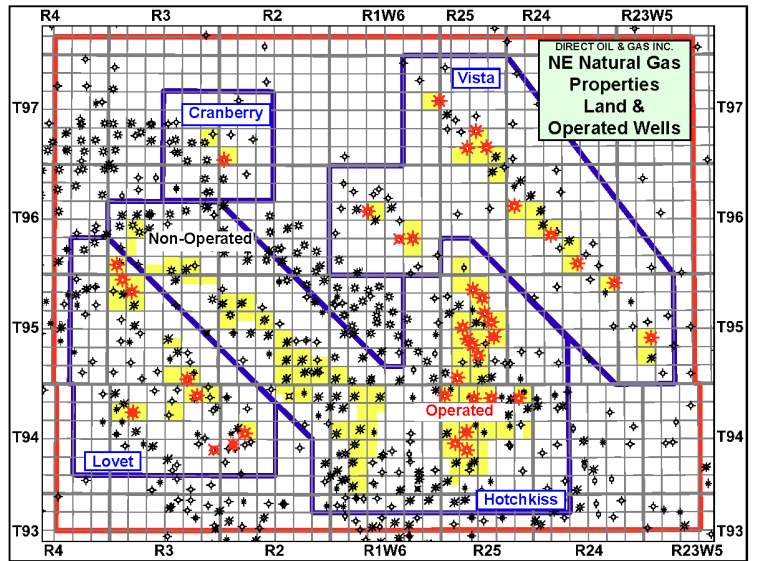 R4 R3 R2 R1W6 R25 R24 R23W5
DIRECT OIL & GAS INC.
NE Natural Gas
Properties
Land &
Operated Wells
Vista
T97 T97
Cranberry
T96 T96
Non-Operated
T95 T95
Operated
T94 T94
Lovet
Hotchkiss
T93 T93
R4 R3 R2 R1W6 R25 R24 R23W5